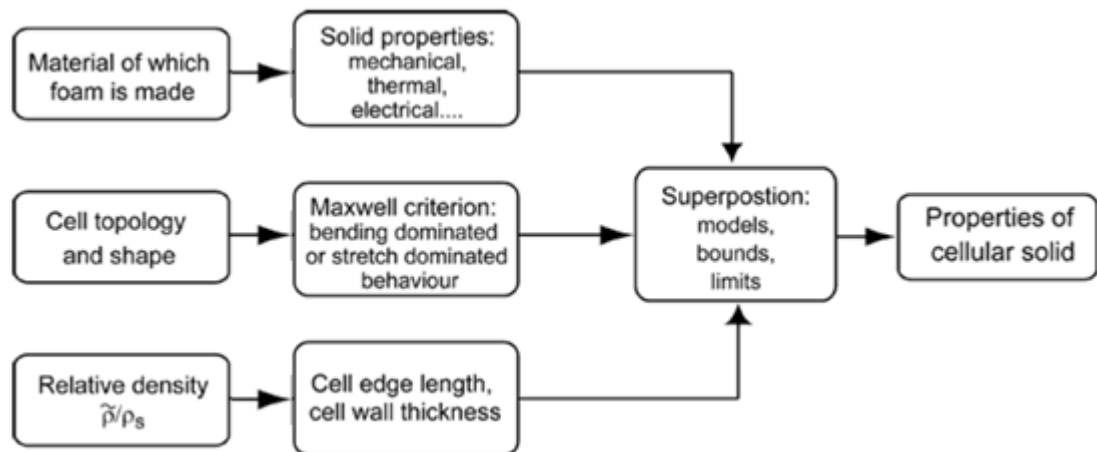 Material of which
foam is made
Solid properties:
mechanical,
thermal,
electrical....
Cell topology
and shape
Maxwell criterion:
bending dominated
or stretch dominated
behaviour
Superpostion:
models,
bounds,
limits
Properties of
cellular solid
Relative density
ρ̃/ρs
Cell edge length,
cell wall thickness